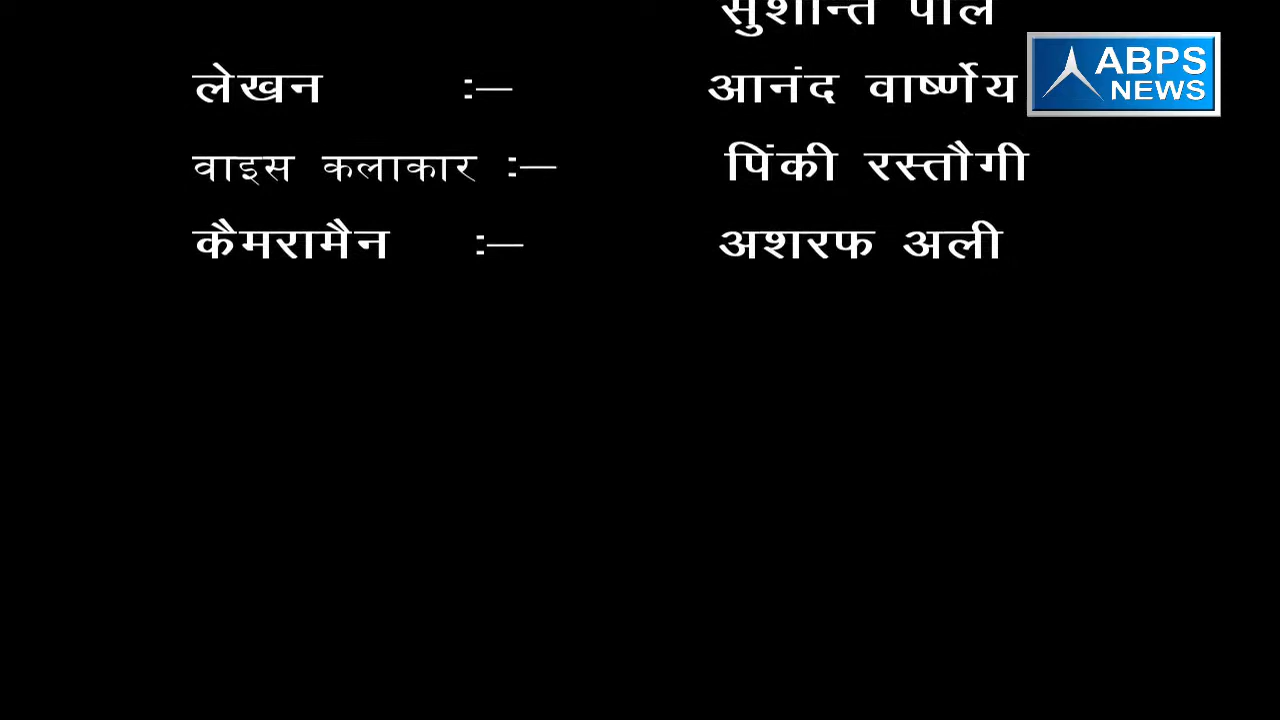 सुशान्त पाल
लेखन :— आनंद वार्ष्णेय
वाइस कलाकार :— पिंकी रस्तौगी
कैमरामैन :— अशरफ अली
ABPS
NEWS